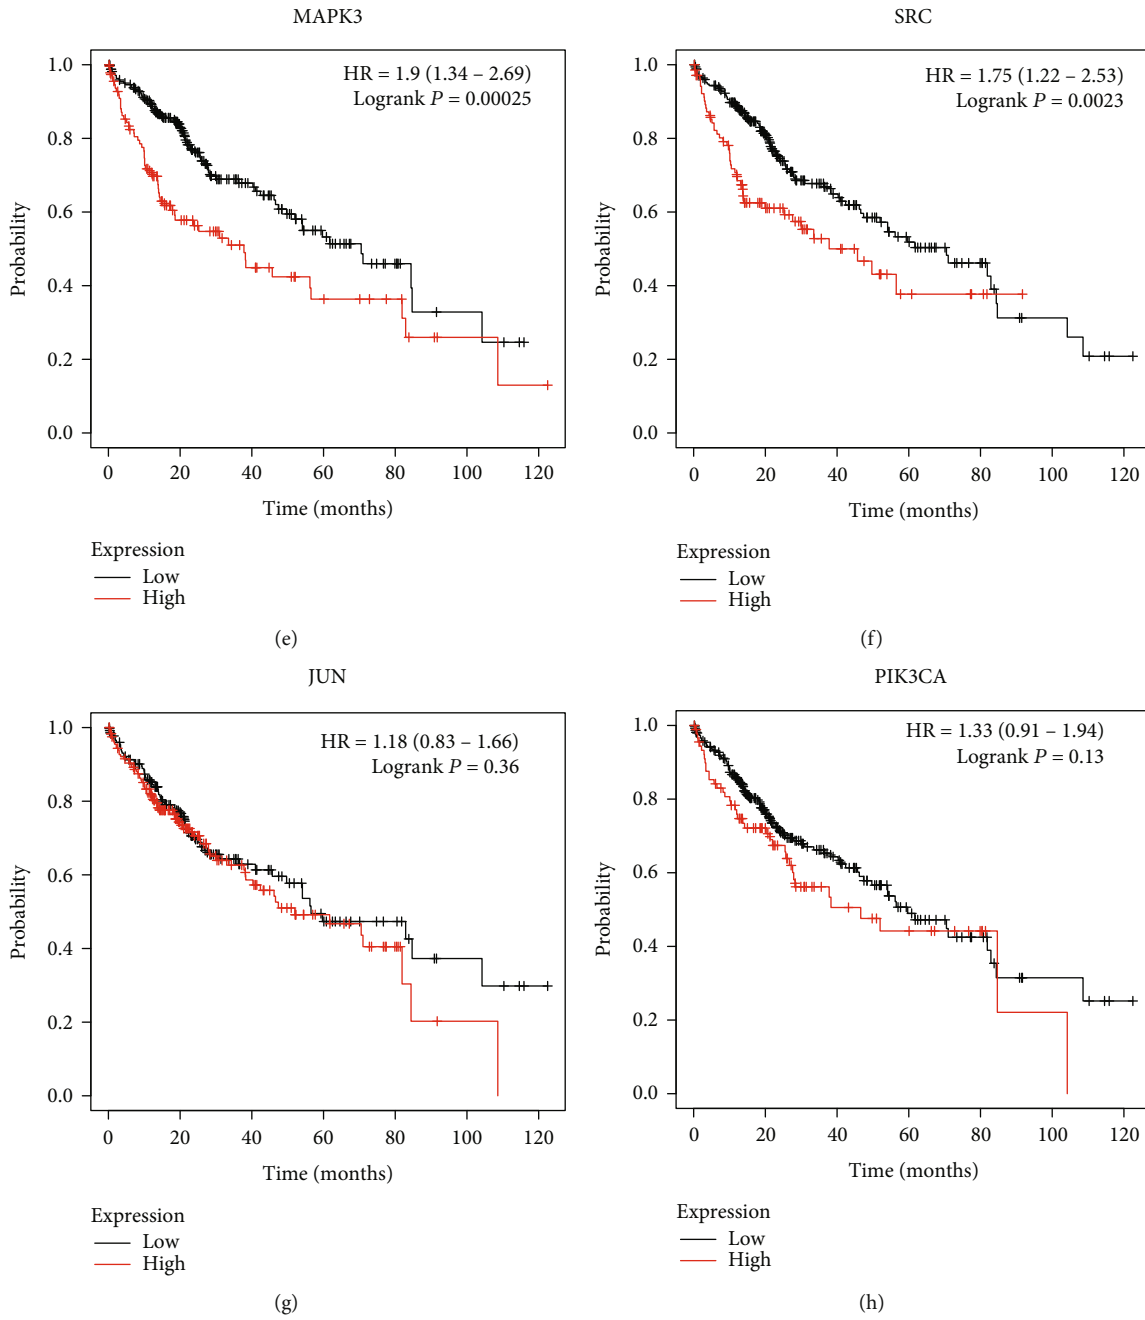 MAPK3
HR = 1.9 (1.34 – 2.69)
Logrank P = 0.00025
1.0
0.8
0.6
0.4
0.2
0.0
Probability
0 20 40 60 80 100 120
Time (months)
Expression
Low
High
(e)
SRC
HR = 1.75 (1.22 – 2.53)
Logrank P = 0.0023
1.0
0.8
0.6
0.4
0.2
0.0
Probability
0 20 40 60 80 100 120
Time (months)
Expression
Low
High
(f)
JUN
HR = 1.18 (0.83 – 1.66)
Logrank P = 0.36
1.0
0.8
0.6
0.4
0.2
0.0
Probability
0 20 40 60 80 100 120
Time (months)
Expression
Low
High
(g)
PIK3CA
HR = 1.33 (0.91 – 1.94)
Logrank P = 0.13
1.0
0.8
0.6
0.4
0.2
0.0
Probability
0 20 40 60 80 100 120
Time (months)
Expression
Low
High
(h)